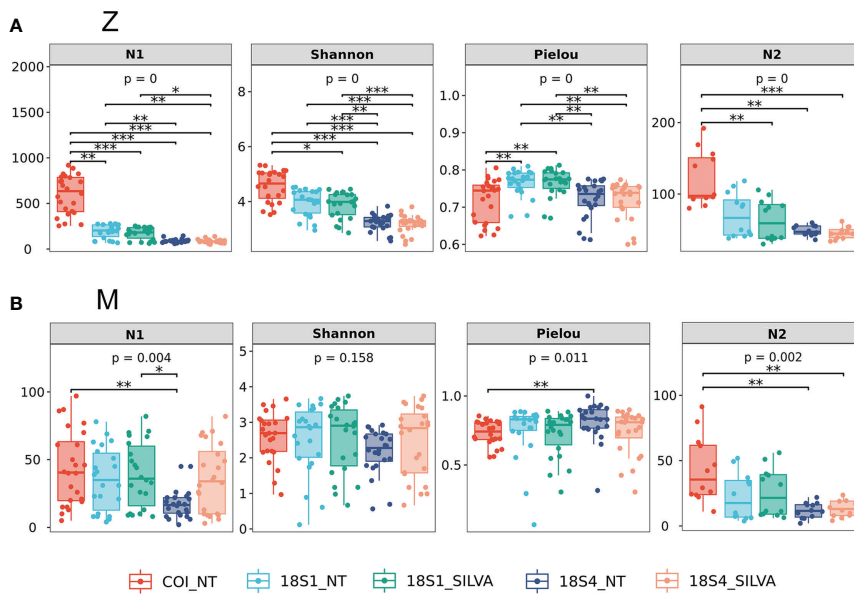 A Z
N1 Shannon Pielou N2
p = 0 p = 0 p = 0 p = 0
* *** ** ***
** *** ** **
** ** ** **
*** *** **
*** *** **
*** *** **
** *
2000
1500
1000
500
0
8
6
4
1.0
0.9
0.8
0.7
0.6
200
100
0
B M
N1 Shannon Pielou N2
p = 0.004 p = 0.158 p = 0.011 p = 0.002
* ** **
** **
100
50
0
5
4
3
2
1
0
1.0
0.5
100
50
0
COI_NT 18S1_NT 18S1_SILVA 18S4_NT 18S4_SILVA